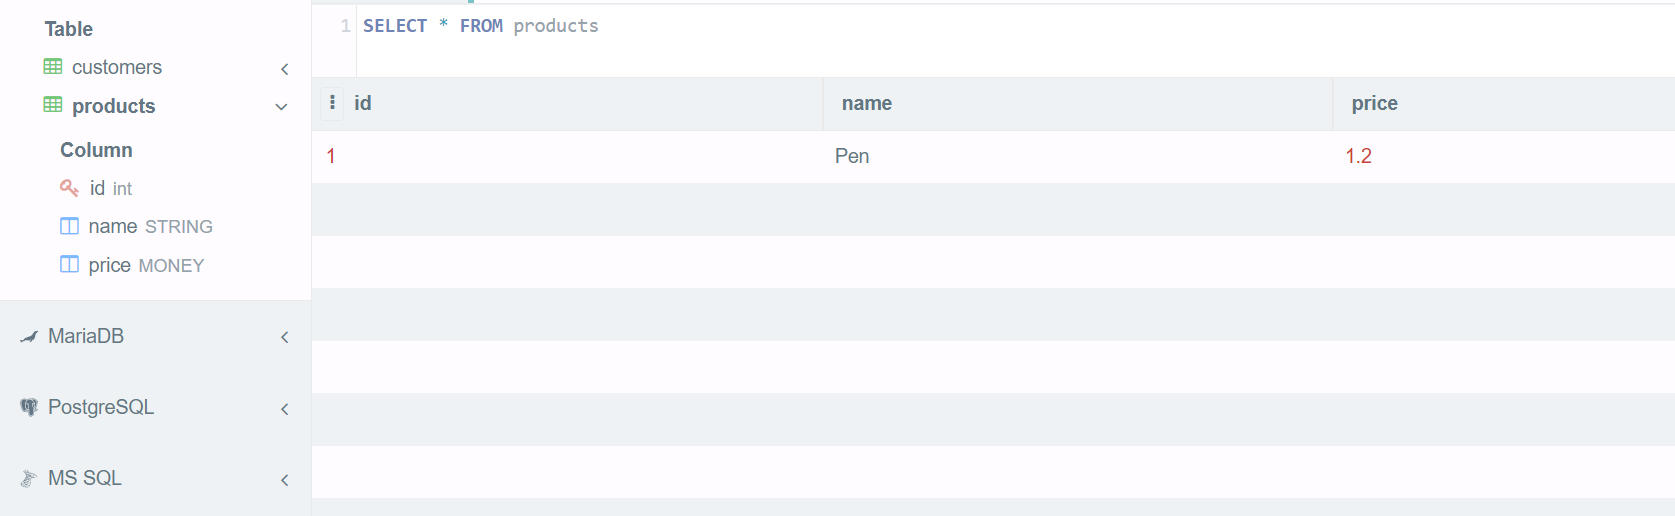 Table
customers
products
Column
id int
name STRING
price MONEY
MariaDB
PostgreSQL
MS SQL
1 SELECT * FROM products
id name price
1 Pen 1.2